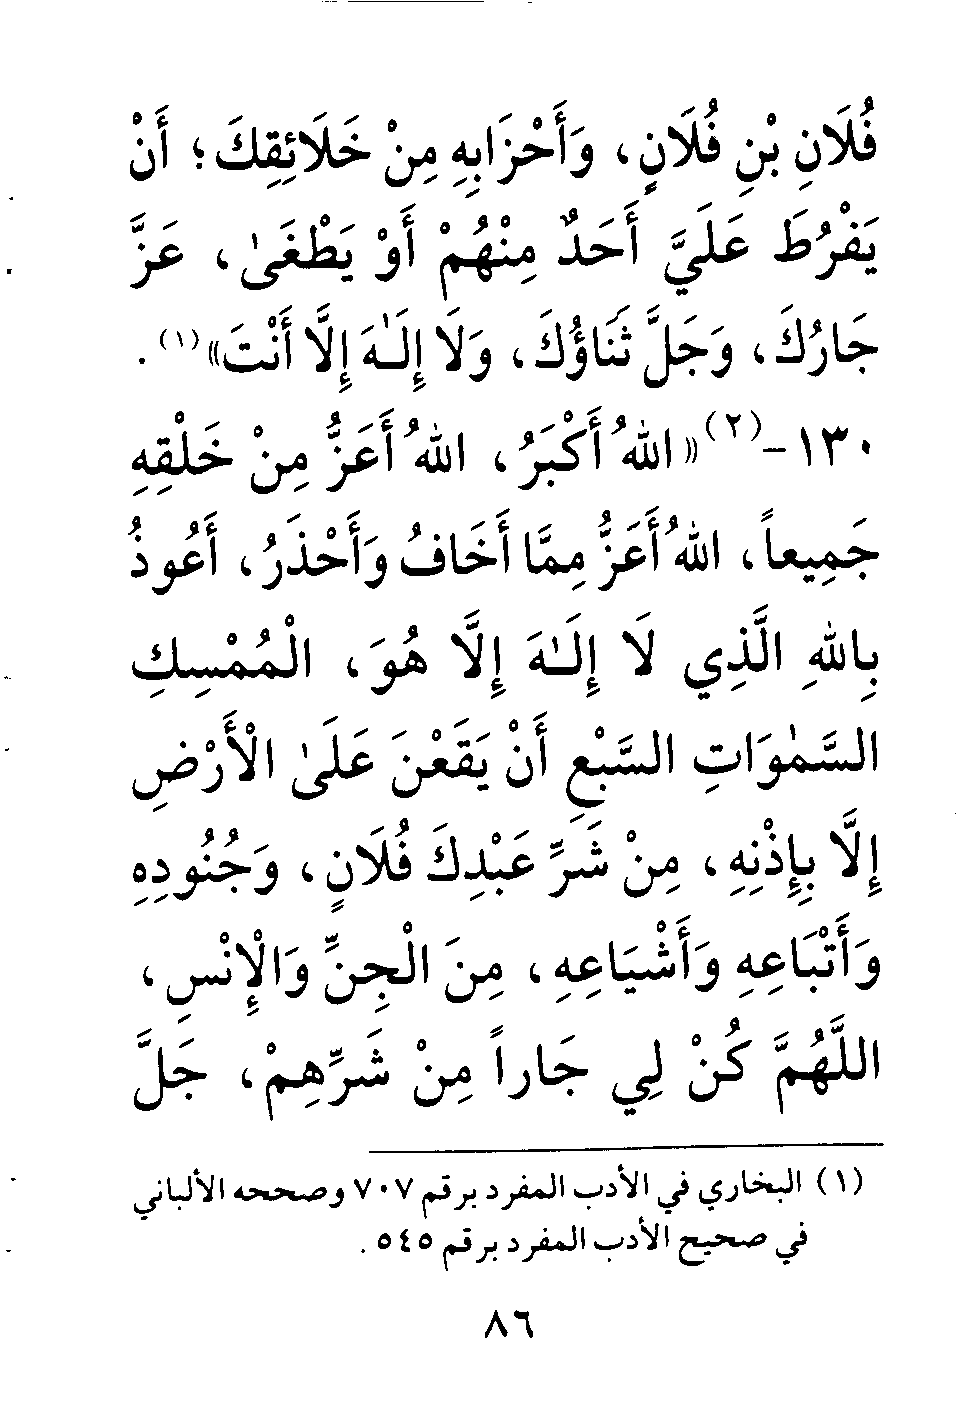 فُلَانِ بْنِ فُلَانٍ، وَأَحْزَابِهِ مِنْ خَلَائِقِكَ؛ أَنْ
يَفْرُطَ عَلَيَّ أَحَدٌ مِنْهُمْ أَوْ يَطْغَىٰ، عَزَّ
جَارُكَ، وَجَلَّ ثَنَاؤُكَ، وَلَا إِلَـٰهَ إِلَّا أَنْتَ»(١).
١٣٠-(٢) «اللهُ أَكْبَرُ، اللهُ أَعَزُّ مِنْ خَلْقِهِ
جَمِيعاً، اللهُ أَعَزُّ مِمَّا أَخَافُ وَأَحْذَرُ، أَعُوذُ
بِاللهِ الَّذِي لَا إِلَـٰهَ إِلَّا هُوَ، الْمُمْسِكِ
السَّمٰوَاتِ السَّبْعِ أَنْ يَقَعْنَ عَلَىٰ الْأَرْضِ
إِلَّا بِإِذْنِهِ، مِنْ شَرِّ عَبْدِكَ فُلَانٍ، وَجُنُودِهِ
وَأَتْبَاعِهِ وَأَشْيَاعِهِ، مِنَ الْجِنِّ وَالْإِنْسِ،
اللَّهُمَّ كُنْ لِي جَاراً مِنْ شَرِّهِمْ، جَلَّ
(١) البخاري في الأدب المفرد برقم ٧٠٧ وصححه الألباني
في صحيح الأدب المفرد برقم ٥٤٥.
٨٦